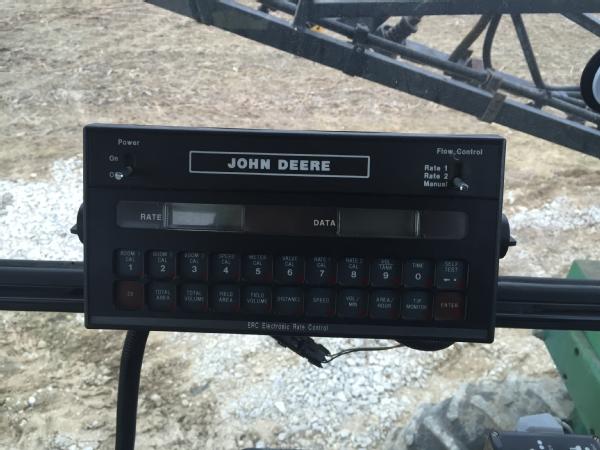 Power
On
JOHN DEERE
Flow Control
Rate 1
Rate 2
Manual
RATE
DATA
BOOM 1 CAL 1
BOOM 2 CAL 2
BOOM 3 CAL 3
SPEED CAL 4
METER CAL 5
VALVE CAL 6
RATE 1 CAL 7
RATE 2 CAL 8
VOL TANK 9
TIME 0
SELF TEST
CE
TOTAL AREA
TOTAL VOLUME
FIELD AREA
FIELD VOLUME
DISTANCE
SPEED
VOL/MIN
AREA/HOUR
TIP MONITOR
ENTER
ERC Electronic Rate Control